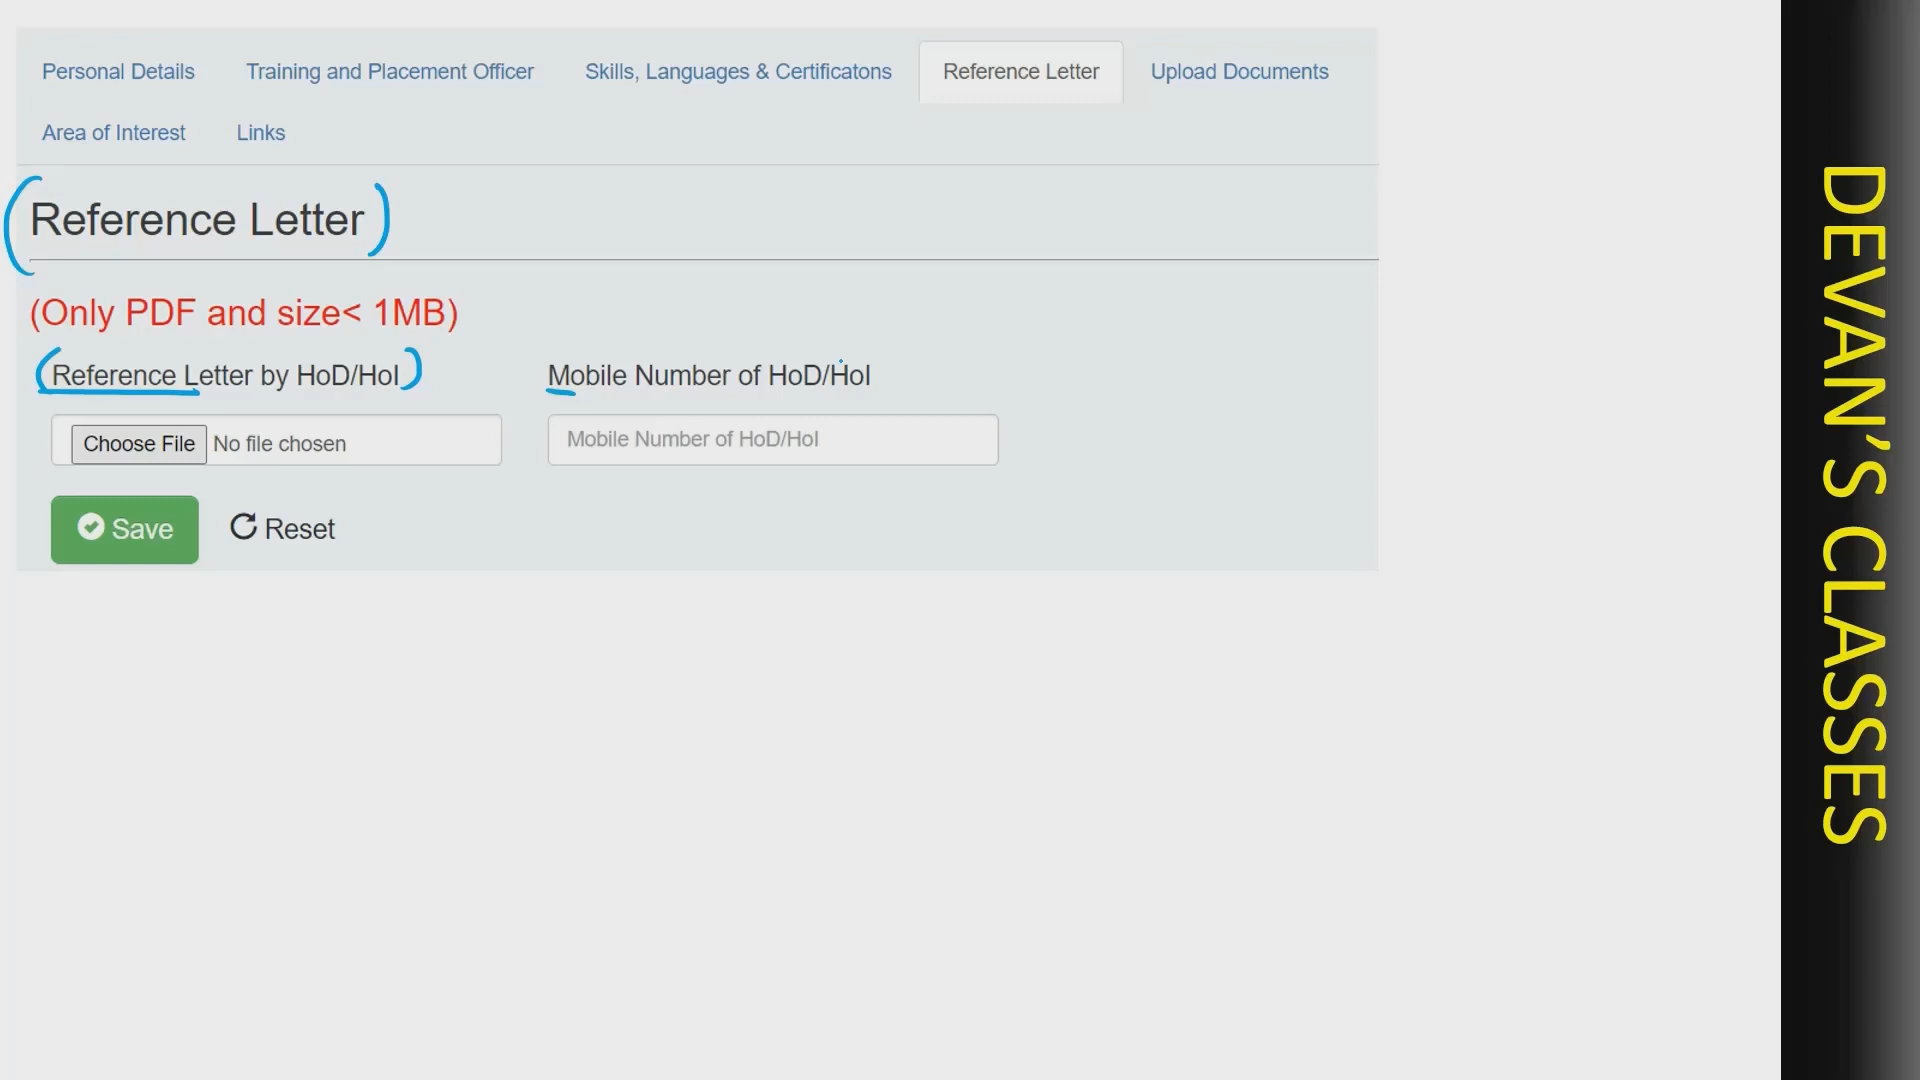 Personal Details Training and Placement Officer Skills, Languages & Certificatons Reference Letter Upload Documents
Area of Interest Links
Reference Letter
(Only PDF and size< 1MB)
Reference Letter by HoD/HoI Mobile Number of HoD/HoI
Choose File No file chosen Mobile Number of HoD/HoI
Save Reset
DEVAN'S CLASSES